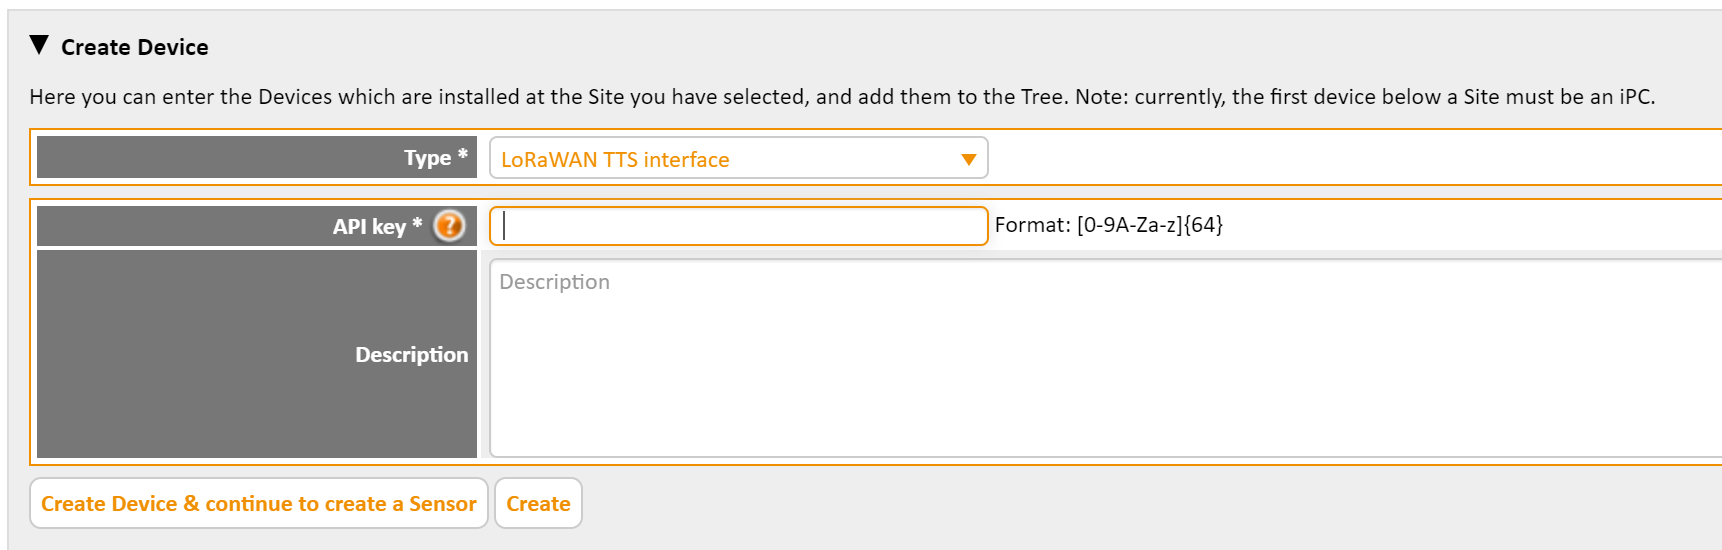 Create Device
Here you can enter the Devices which are installed at the Site you have selected, and add them to the Tree. Note: currently, the first device below a Site must be an iPC.
Type * LoRaWAN TTS interface
API key * ? Format: [0-9A-Za-z]{64}
Description
Description
Create Device & continue to create a Sensor Create